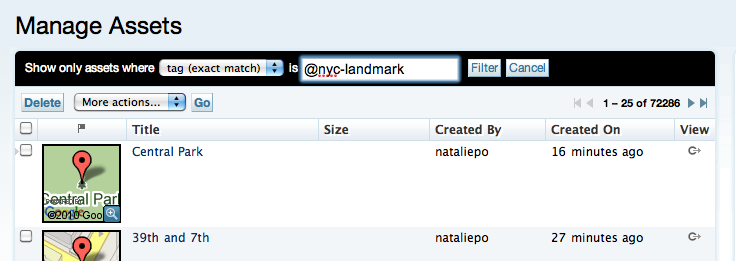 Manage Assets
Show only assets where tag (exact match) is @nyc-landmark Filter Cancel
Delete More actions... Go 1 – 25 of 72286
Title Size Created By Created On View
Central Park nataliepo 16 minutes ago
Central Parl
Google
©2010 Goo
39th and 7th nataliepo 27 minutes ago